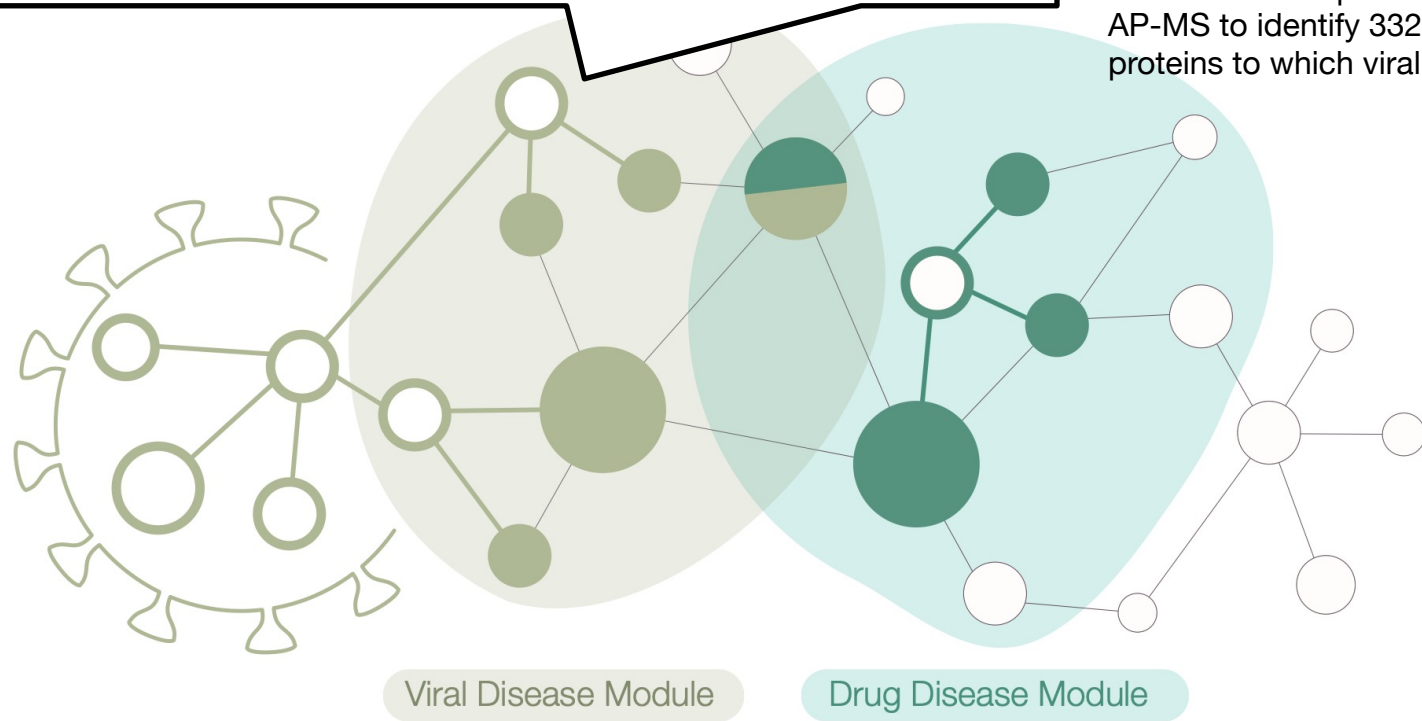 AP-MS to identify 332
proteins to which viral
Viral Disease Module
Drug Disease Module